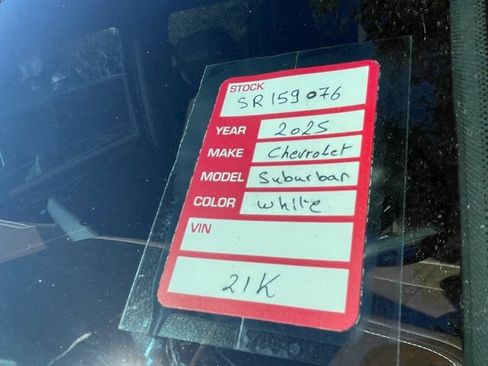 STOCK
SR159076
YEAR 2025
MAKE Chevrolet
MODEL Suburban
COLOR white
VIN
21K